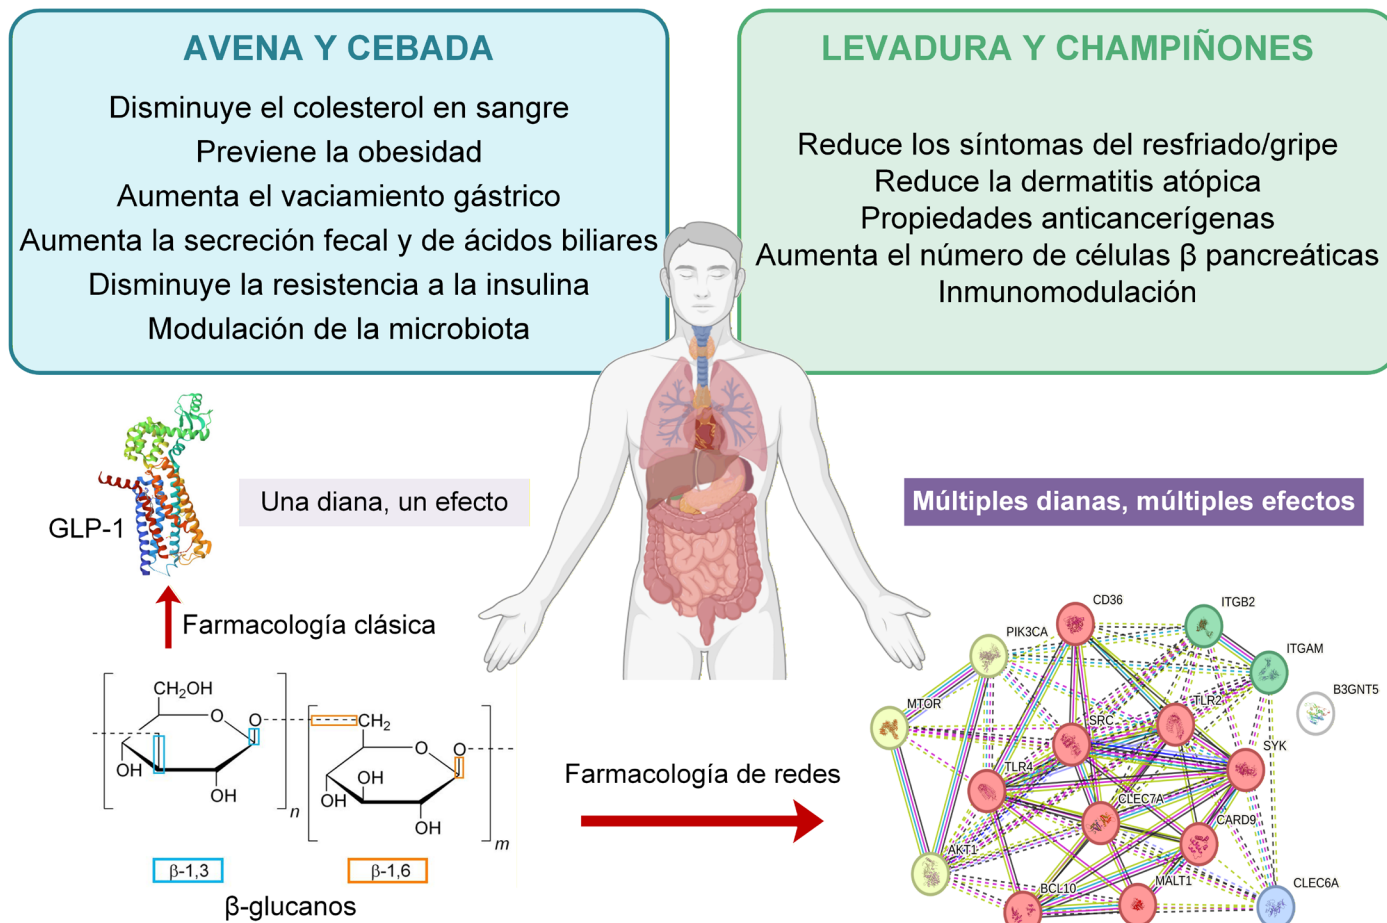 AVENA Y CEBADA
Disminuye el colesterol en sangre
Previene la obesidad
Aumenta el vaciamiento gástrico
Aumenta la secreción fecal y de ácidos biliares
Disminuye la resistencia a la insulina
Modulación de la microbiota
LEVADURA Y CHAMPIÑONES
Reduce los síntomas del resfriado/gripe
Reduce la dermatitis atópica
Propiedades anticancerígenas
Aumenta el número de células β pancreáticas
Inmunomodulación
GLP-1
Una diana, un efecto
Farmacología clásica
Múltiples dianas, múltiples efectos
CH₂OH
O
O
OH
OH
n
CH₂
O
O
OH
OH
OH
m
β-1,3
β-1,6
β-glucanos
Farmacología de redes
CD36
ITGB2
PIK3CA
ITGAM
B3GNT5
MTOR
TLR2
SRC
SYK
TLR4
CLEC7A
CARD9
AKT1
BCL10
MALT1
CLEC6A